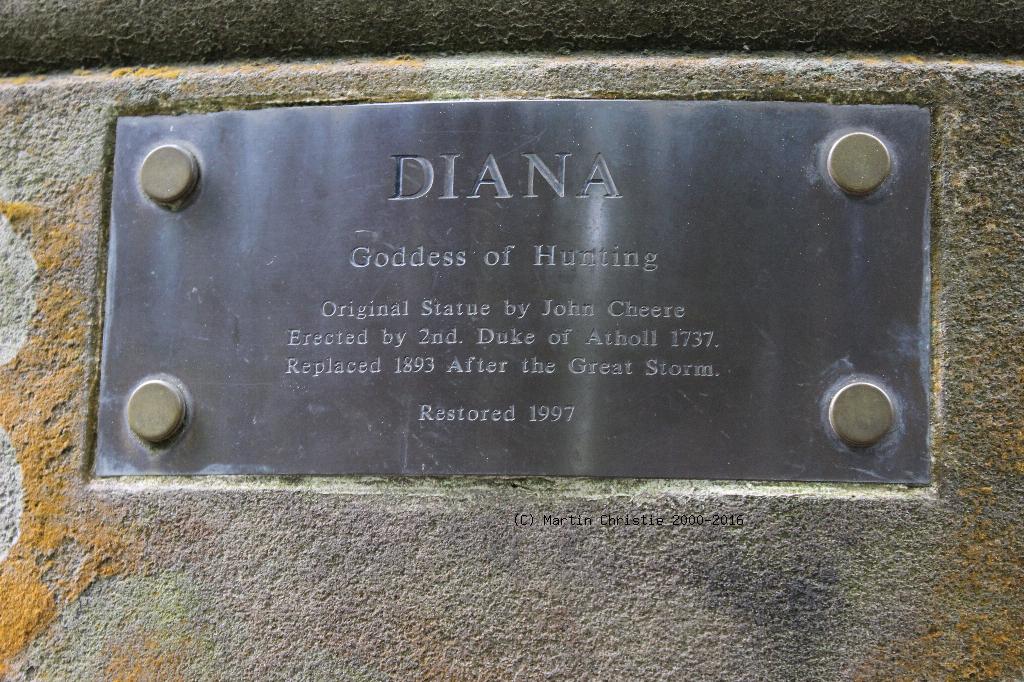 DIANA
Goddess of Hunting
Original Statue by John Cheere
Erected by 2nd. Duke of Atholl 1737.
Replaced 1893 After the Great Storm.
Restored 1997
(C) Martin Christie 2000-2016